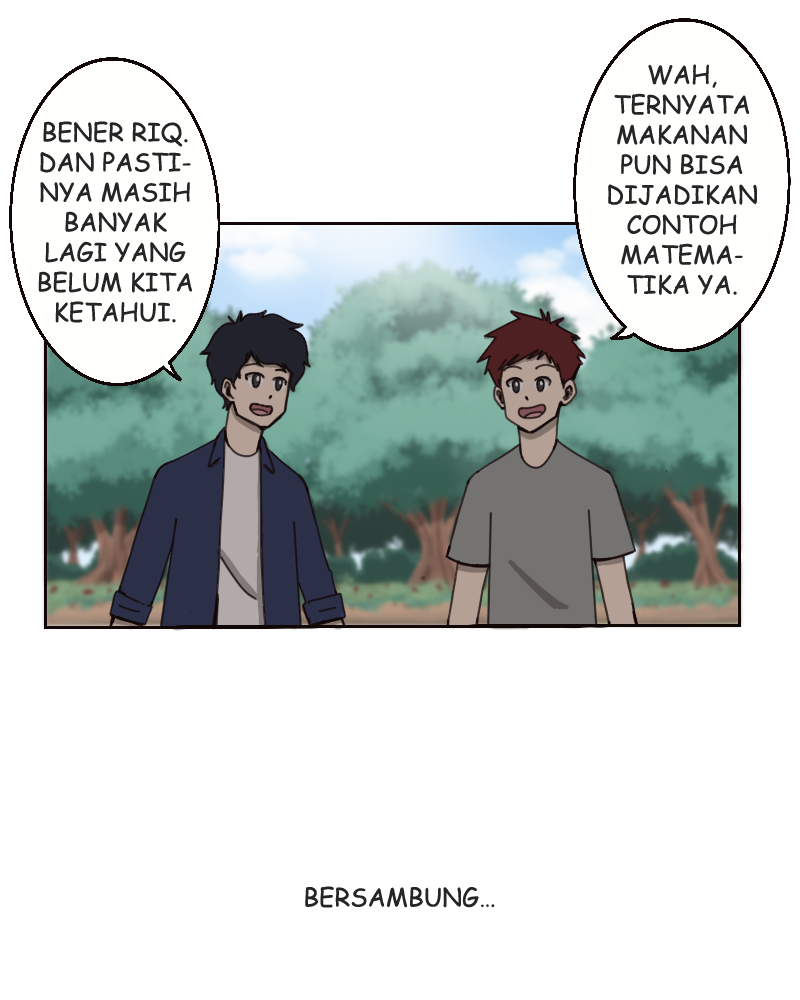 WAH,
TERNYATA
MAKANAN
PUN BISA
DIJADIKAN
CONTOH
MATEMA-
TIKA YA.
BENER RIQ.
DAN PASTI-
NYA MASIH
BANYAK
LAGI YANG
BELUM KITA
KETAHUI.
BERSAMBUNG...